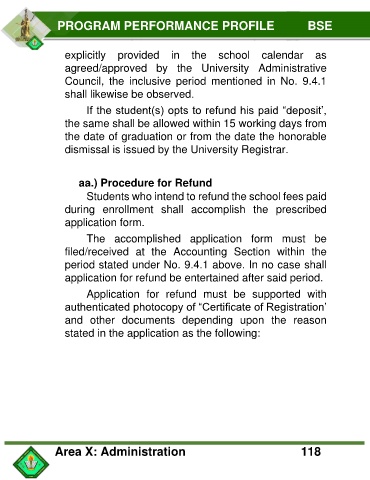 PROGRAM PERFORMANCE PROFILE BSE
explicitly provided in the school calendar as
agreed/approved by the University Administrative
Council, the inclusive period mentioned in No. 9.4.1
shall likewise be observed.
If the student(s) opts to refund his paid “deposit’,
the same shall be allowed within 15 working days from
the date of graduation or from the date the honorable
dismissal is issued by the University Registrar.
aa.) Procedure for Refund
Students who intend to refund the school fees paid
during enrollment shall accomplish the prescribed
application form.
The accomplished application form must be
filed/received at the Accounting Section within the
period stated under No. 9.4.1 above. In no case shall
application for refund be entertained after said period.
Application for refund must be supported with
authenticated photocopy of “Certificate of Registration’
and other documents depending upon the reason
stated in the application as the following:
Area X: Administration 118